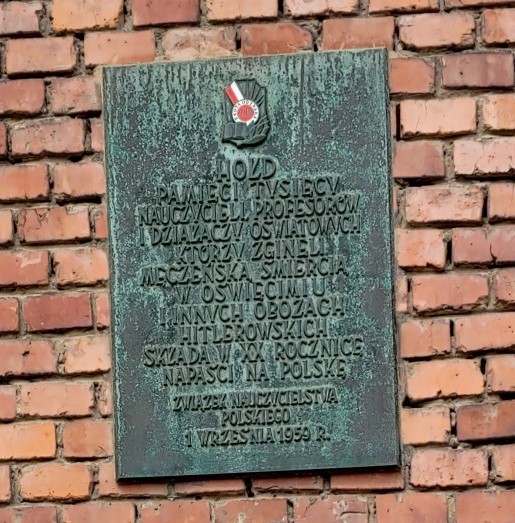 HOŁD
PAMIĘCI TYSIĘCY
NAUCZYCIELI, PROFESORÓW
I DZIAŁACZY OŚWIATOWYCH
KTÓRZY ZGINĘLI
MĘCZEŃSKĄ ŚMIERCIĄ
W OŚWIĘCIMIU
I INNYCH OBOZACH
HITLEROWSKICH
SKŁADA W XX ROCZNICĘ
NAPAŚCI NA POLSKĘ
ZWIĄZEK NAUCZYCIELSTWA
POLSKIEGO
1 WRZEŚNIA 1959 R.